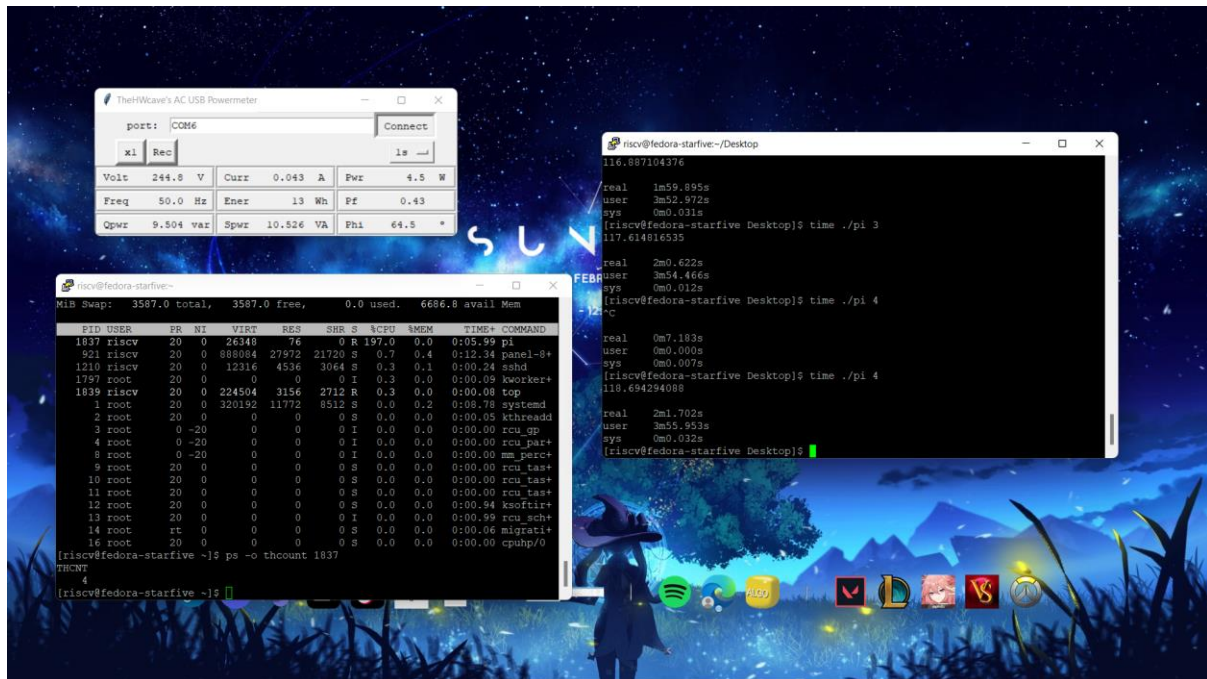 TheHWcave's AC USB Powermeter
port: COM6 Connect
x1 Rec 1s
Volt 244.8 V Curr 0.043 A Pwr 4.5 W
Freq 50.0 Hz Ener 13 Wh Pf 0.43
Qpwr 9.504 var Spwr 10.526 VA Phi 64.5 °
riscv@fedora-starfive:~/Desktop
116.887104376
real 1m59.895s
user 3m52.972s
sys 0m0.031s
[riscv@fedora-starfive Desktop]$ time ./pi 3
117.614816535
real 2m0.622s
user 3m54.466s
sys 0m0.012s
[riscv@fedora-starfive Desktop]$ time ./pi 4
^C
real 0m7.183s
user 0m0.000s
sys 0m0.007s
[riscv@fedora-starfive Desktop]$ time ./pi 4
118.694294088
real 2m1.702s
user 3m55.953s
sys 0m0.032s
[riscv@fedora-starfive Desktop]$
SUN
FEBR
- 12:
riscv@fedora-starfive:~
MiB Swap: 3587.0 total, 3587.0 free, 0.0 used. 6686.8 avail Mem
PID USER PR NI VIRT RES SHR S %CPU %MEM TIME+ COMMAND
1837 riscv 20 0 26348 76 0 R 197.0 0.0 0:05.99 pi
921 riscv 20 0 888084 27972 21720 S 0.7 0.4 0:12.34 panel-8+
1210 riscv 20 0 12316 4536 3064 S 0.3 0.1 0:00.24 sshd
1797 root 20 0 0 0 0 I 0.3 0.0 0:00.09 kworker+
1839 riscv 20 0 224504 3156 2712 R 0.3 0.0 0:00.08 top
1 root 20 0 320192 11772 8512 S 0.0 0.2 0:08.78 systemd
2 root 20 0 0 0 0 S 0.0 0.0 0:00.05 kthreadd
3 root 0 -20 0 0 0 I 0.0 0.0 0:00.00 rcu_gp
4 root 0 -20 0 0 0 I 0.0 0.0 0:00.00 rcu_par+
8 root 0 -20 0 0 0 I 0.0 0.0 0:00.00 mm_perc+
9 root 20 0 0 0 0 S 0.0 0.0 0:00.00 rcu_tas+
10 root 20 0 0 0 0 S 0.0 0.0 0:00.00 rcu_tas+
11 root 20 0 0 0 0 S 0.0 0.0 0:00.00 rcu_tas+
12 root 20 0 0 0 0 S 0.0 0.0 0:00.94 ksoftir+
13 root 20 0 0 0 0 I 0.0 0.0 0:00.99 rcu_sch+
14 root rt 0 0 0 0 S 0.0 0.0 0:00.06 migrati+
16 root 20 0 0 0 0 S 0.0 0.0 0:00.00 cpuhp/0
[riscv@fedora-starfive ~]$ ps -o thcount 1837
THCNT
4
[riscv@fedora-starfive ~]$
ALGO
VS